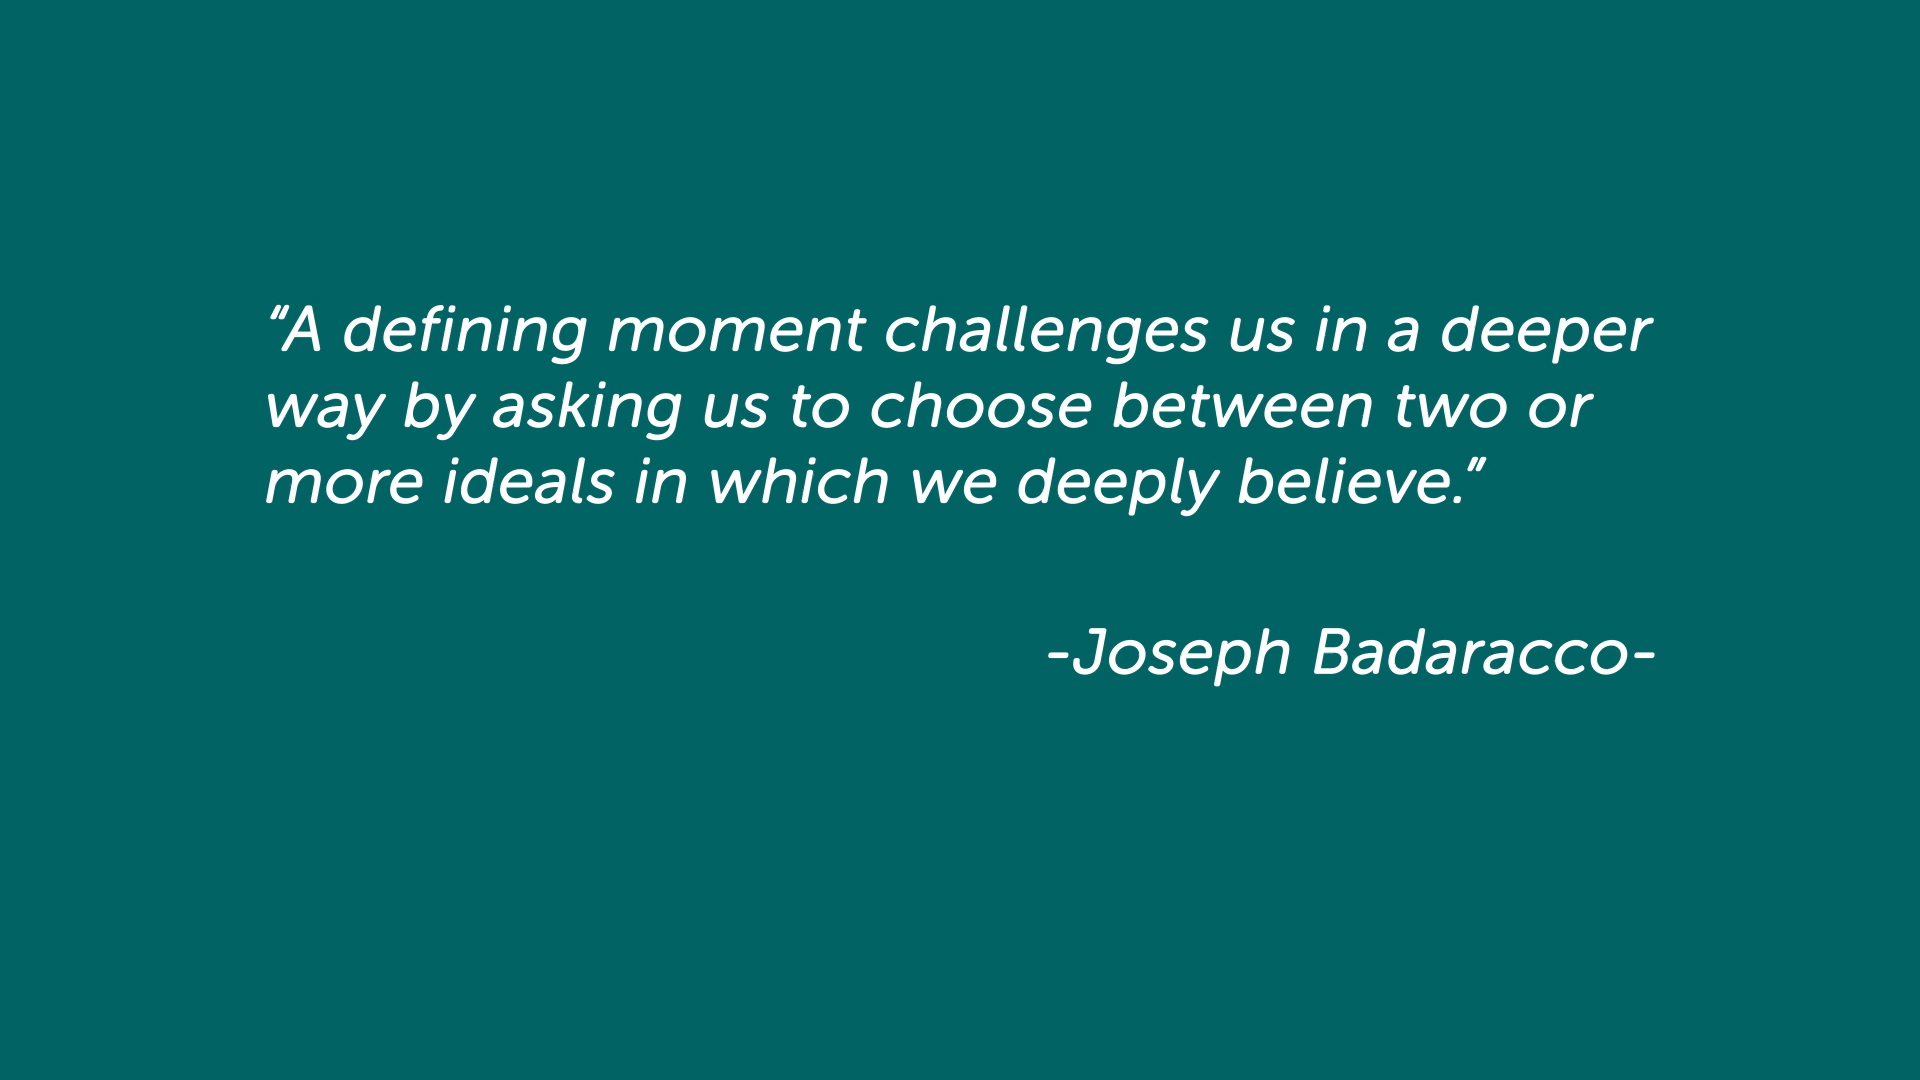 “A defining moment challenges us in a deeper
way by asking us to choose between two or
more ideals in which we deeply believe.”
-Joseph Badaracco-